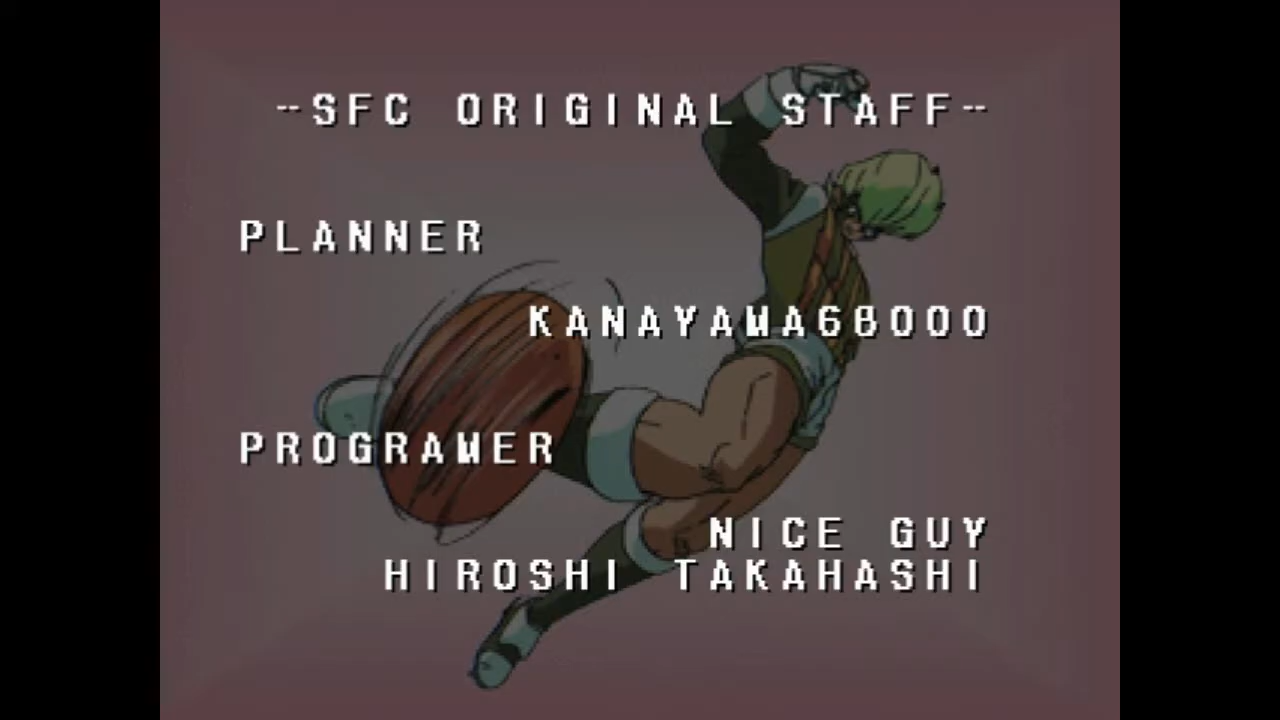 --SFC ORIGINAL STAFF--
PLANNER
KANAYAMA68000
PROGRAMER
NICE GUY
HIROSHI TAKAHASHI